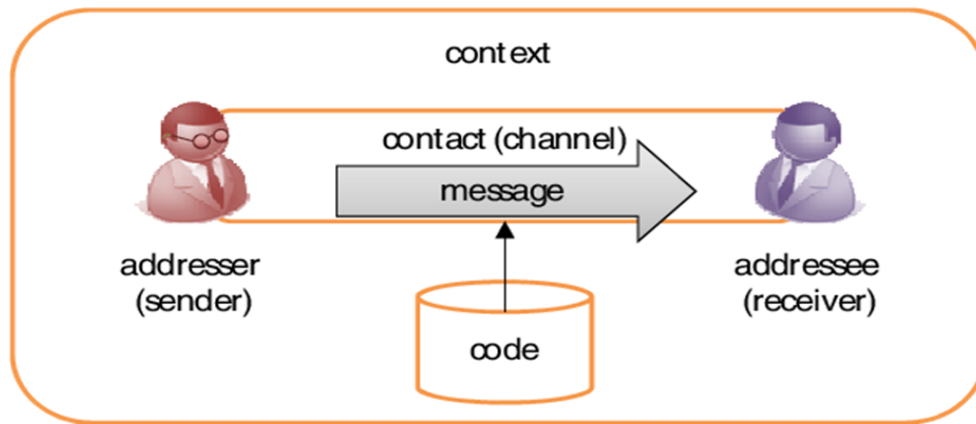 context
contact (channel)
message
addresser
(sender)
addressee
(receiver)
code